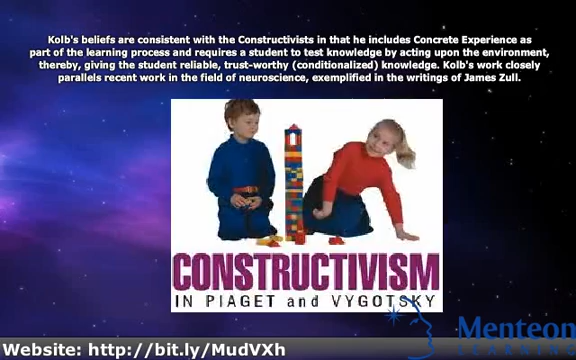 Kolb's beliefs are consistent with the Constructivists in that he includes Concrete Experience as
part of the learning process and requires a student to test knowledge by acting upon the environment,
thereby, giving the student reliable, trust-worthy (conditionalized) knowledge. Kolb's work closely
parallels recent work in the field of neuroscience, exemplified in the writings of James Zull.
CONSTRUCTIVISM
IN PIAGET and VYGOTSKY
Menteon
LEARNING
Website: http://bit.ly/MudVXh